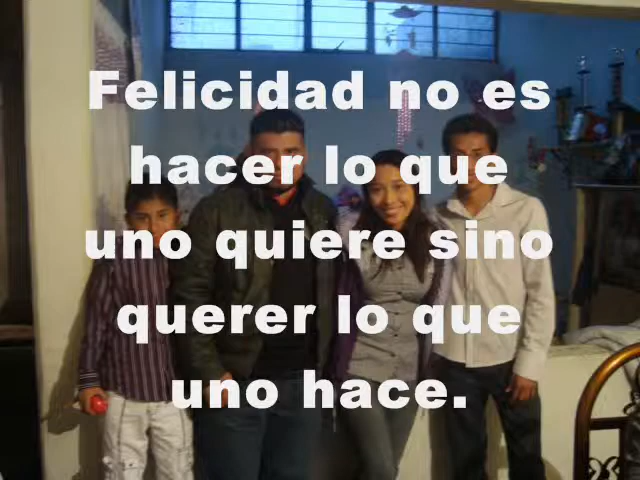 Felicidad no es
hacer lo que
uno quiere sino
querer lo que
uno hace.